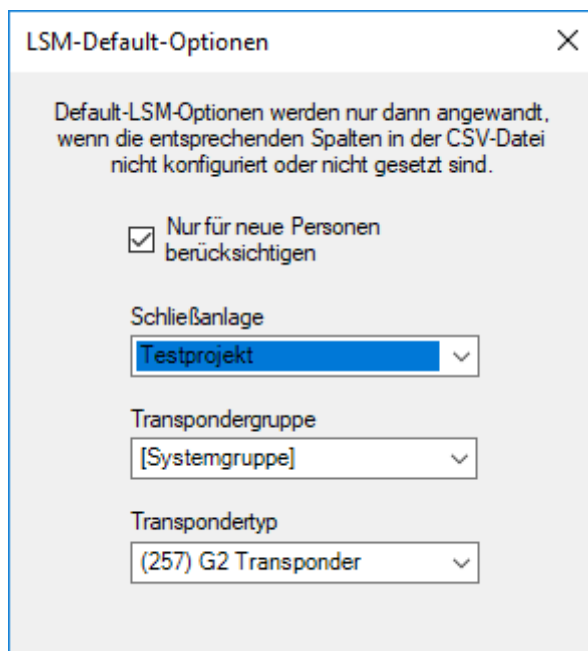 LSM-Default-Optionen
Default-LSM-Optionen werden nur dann angewandt,
wenn die entsprechenden Spalten in der CSV-Datei
nicht konfiguriert oder nicht gesetzt sind.
Nur für neue Personen
berücksichtigen
Schließanlage
Testprojekt
Transpondergruppe
[Systemgruppe]
Transpondertyp
(257) G2 Transponder